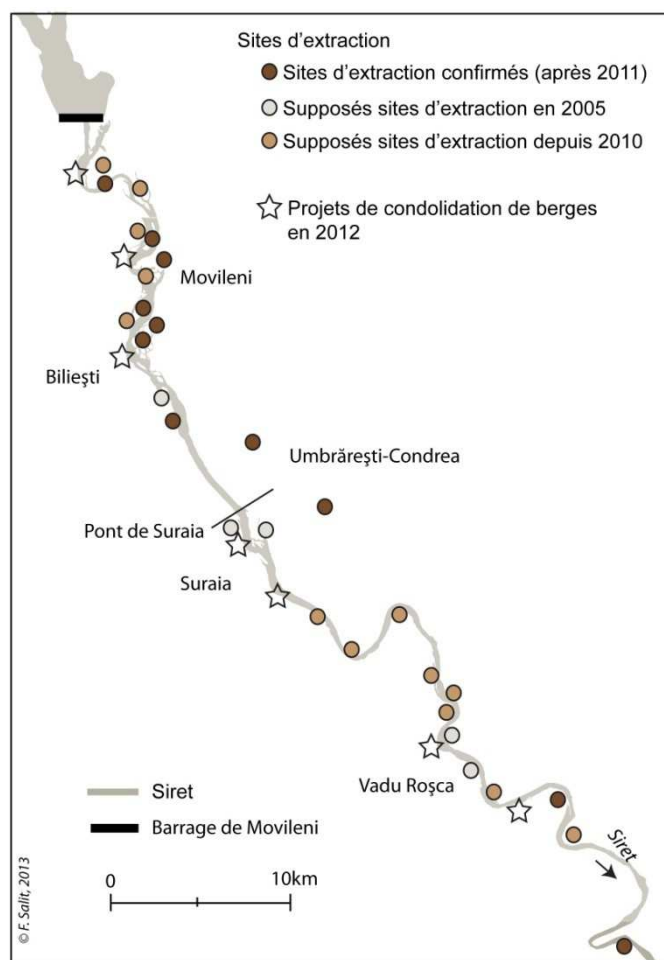 Sites d'extraction
Sites d'extraction confirmés (après 2011)
Supposés sites d'extraction en 2005
Supposés sites d'extraction depuis 2010
Projets de condolidation de berges
en 2012
Movileni
Bilieşti
Umbrăreşti-Condrea
Pont de Suraia
Suraia
Vadu Roşca
Siret
Siret
Barrage de Movileni
0
10km
© F. Salit, 2013